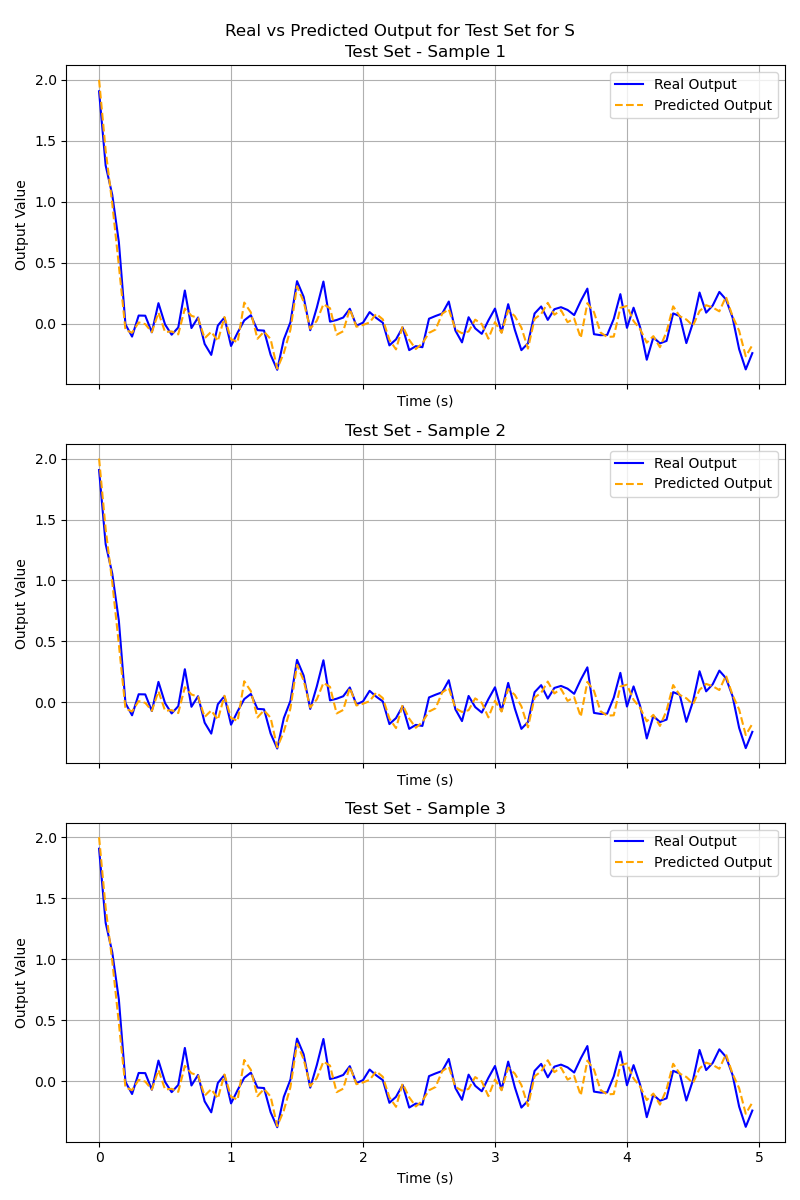 Real vs Predicted Output for Test Set for S
Test Set - Sample 1
Real Output
Predicted Output
2.0
1.5
1.0
0.5
0.0
Output Value
Time (s)
Test Set - Sample 2
Real Output
Predicted Output
2.0
1.5
1.0
0.5
0.0
Output Value
Time (s)
Test Set - Sample 3
Real Output
Predicted Output
2.0
1.5
1.0
0.5
0.0
Output Value
0 1 2 3 4 5
Time (s)